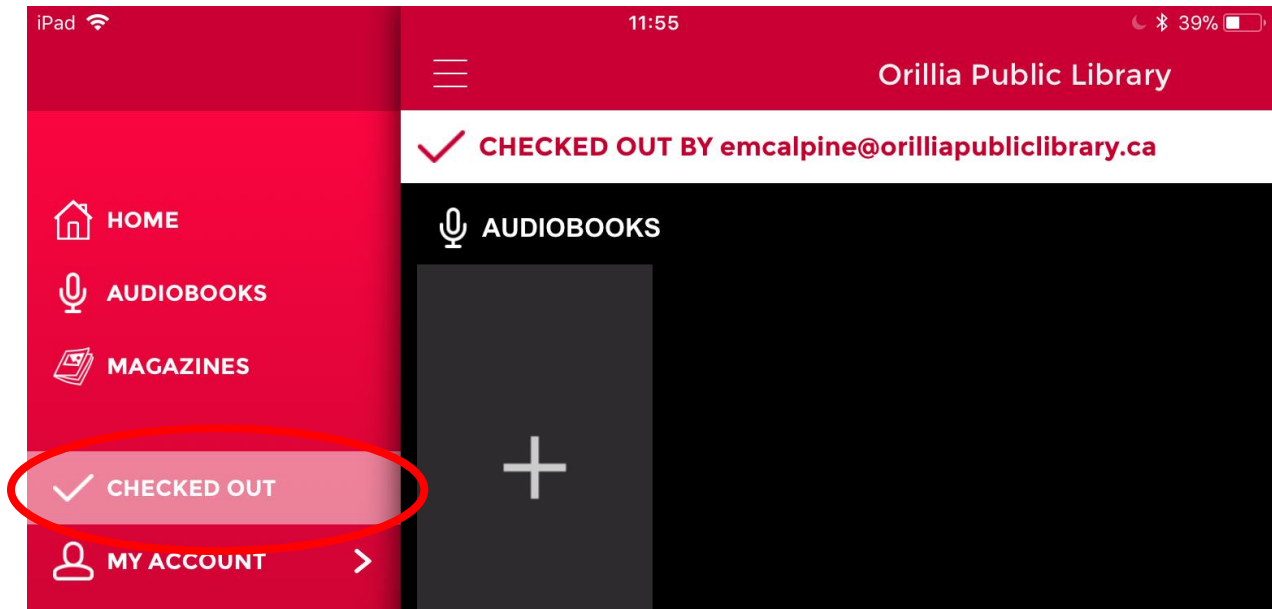 iPad 11:55 39%
Orillia Public Library
CHECKED OUT BY emcalpine@orilliapubliclibrary.ca
HOME
AUDIOBOOKS
MAGAZINES
CHECKED OUT
MY ACCOUNT
AUDIOBOOKS